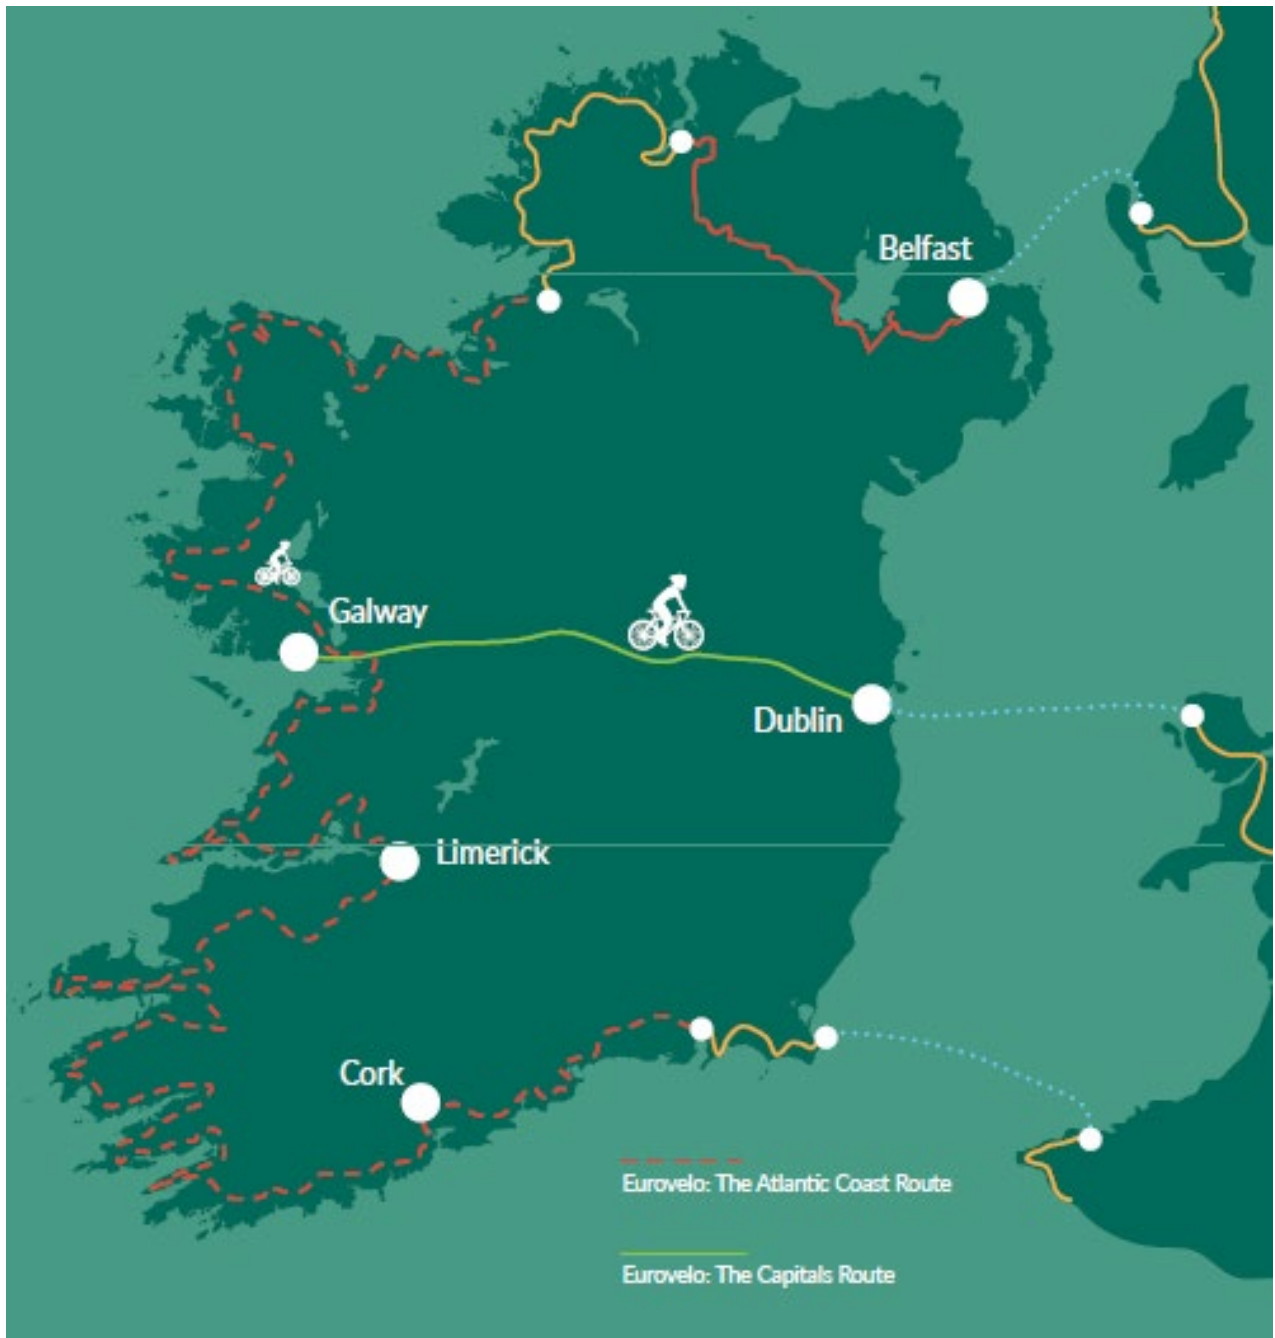 Belfast
Galway
Dublin
Limerick
Cork
Eurovelo: The Atlantic Coast Route
Eurovelo: The Capitals Route